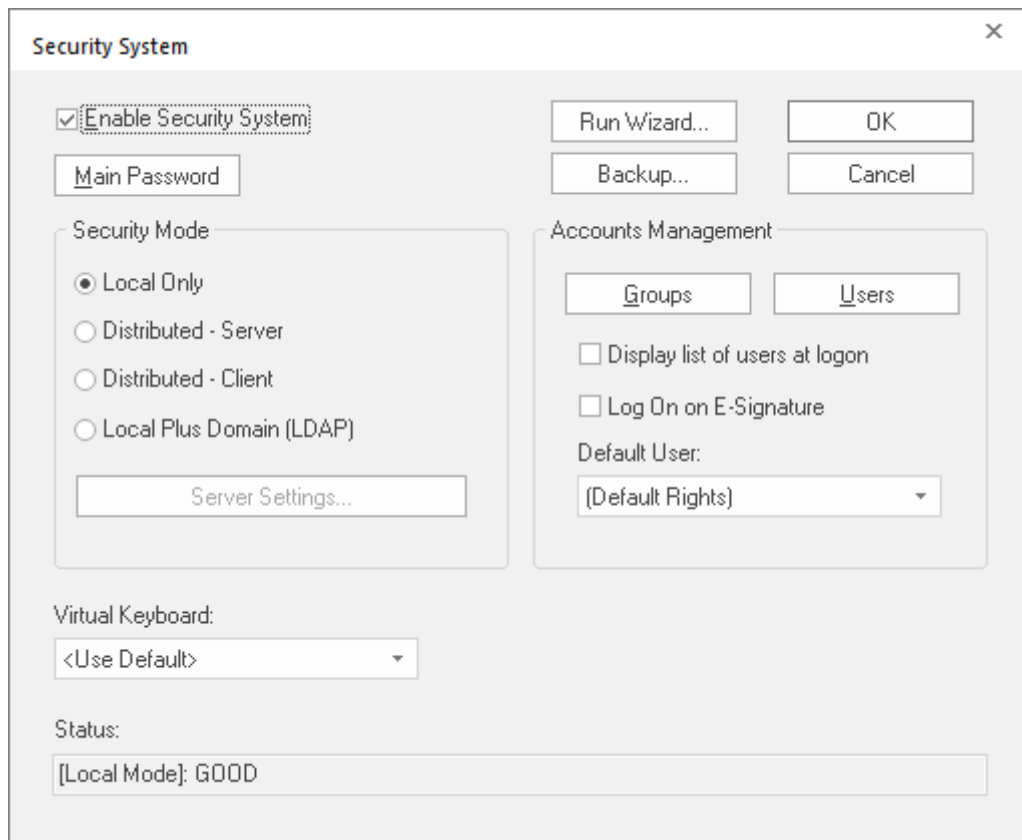 Security System
Enable Security System
Run Wizard...
OK
Main Password
Backup...
Cancel
Security Mode
Local Only
Distributed - Server
Distributed - Client
Local Plus Domain (LDAP)
Server Settings...
Accounts Management
Groups
Users
Display list of users at logon
Log On on E-Signature
Default User:
(Default Rights)
Virtual Keyboard:
<Use Default>
Status:
[Local Mode]: GOOD